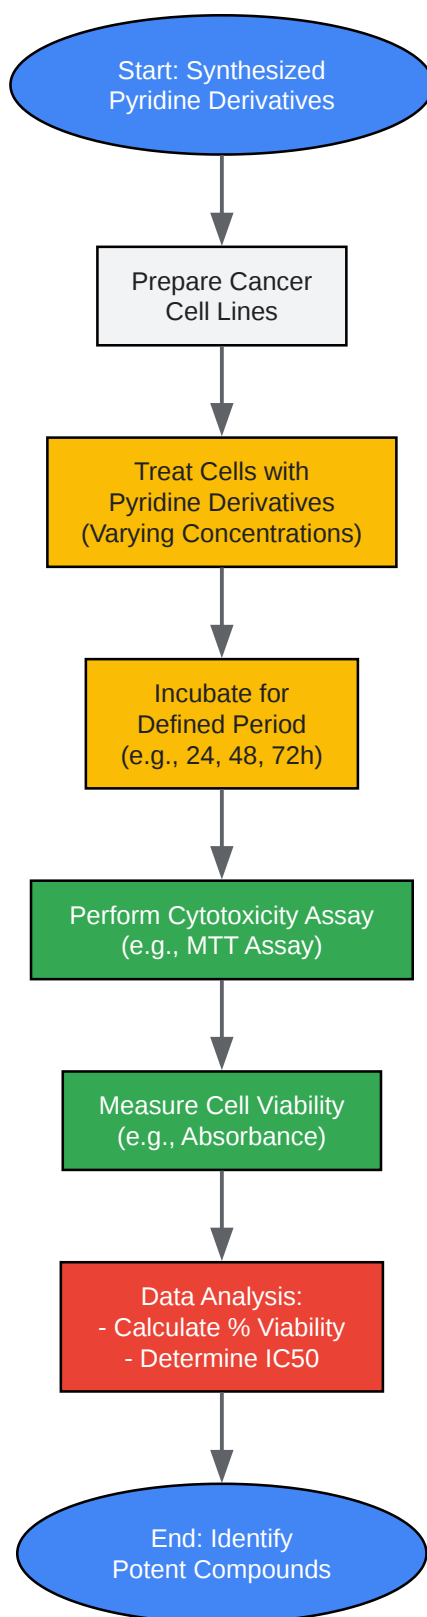 Start: Synthesized
Pyridine Derivatives
Prepare Cancer
Cell Lines
Treat Cells with
Pyridine Derivatives
(Varying Concentrations)
Incubate for
Defined Period
(e.g., 24, 48, 72h)
Perform Cytotoxicity Assay
(e.g., MTT Assay)
Measure Cell Viability
(e.g., Absorbance)
Data Analysis:
- Calculate % Viability
- Determine IC50
End: Identify
Potent Compounds